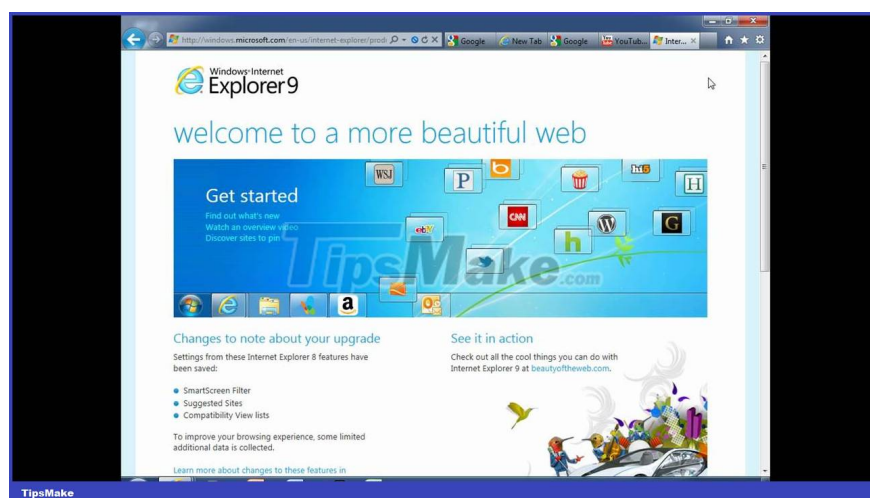 http://windows.microsoft.com/en-us/internet-explorer/prod
Google
New Tab
Google
YouTub...
Inter...
Windows Internet
Explorer 9
welcome to a more beautiful web
Get started
Find out what's new
Watch an overview video
Discover sites to pin
WSJ
P
b
hi5
H
ebY
CNN
W
G
h
a
TipsMake.com
Changes to note about your upgrade
Settings from these Internet Explorer 8 features have
been saved:
SmartScreen Filter
Suggested Sites
Compatibility View lists
To improve your browsing experience, some limited
additional data is collected.
Learn more about changes to these features in
See it in action
Check out all the cool things you can do with
Internet Explorer 9 at beautyoftheweb.com.
TipsMake